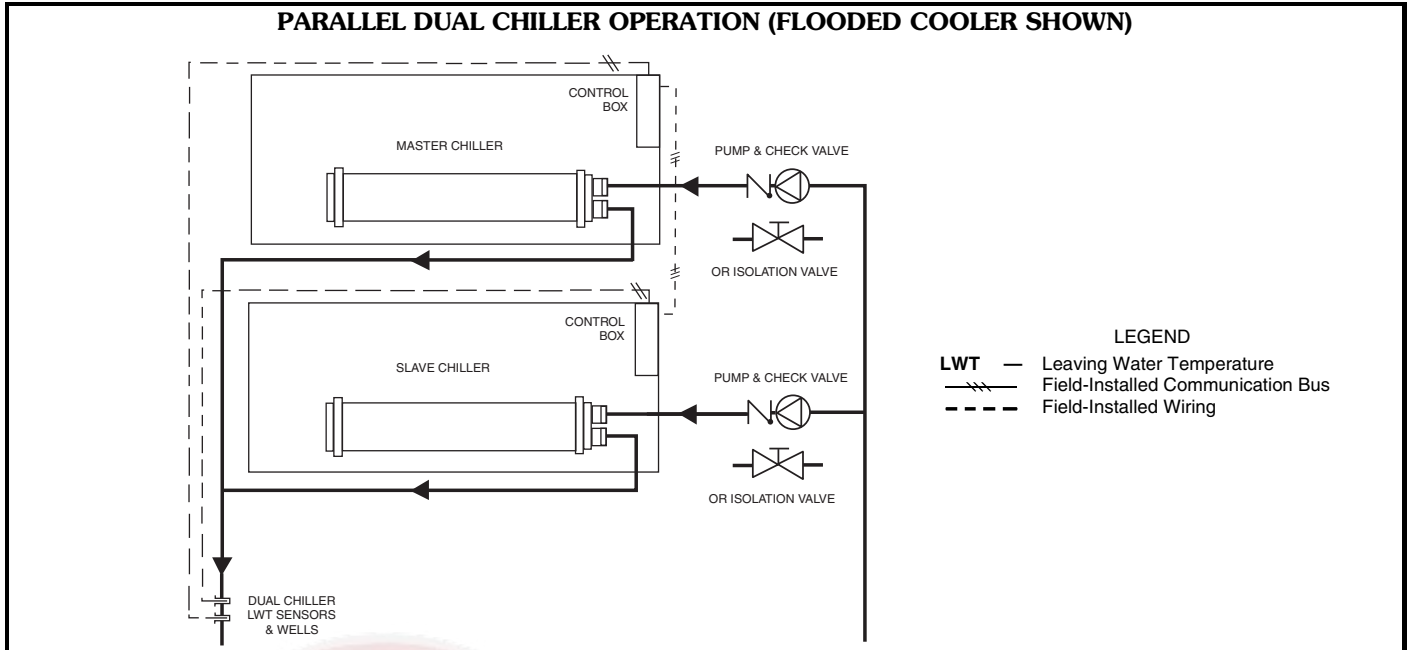 PARALLEL DUAL CHILLER OPERATION (FLOODED COOLER SHOWN)
CONTROL
BOX
MASTER CHILLER
PUMP & CHECK VALVE
OR ISOLATION VALVE
CONTROL
BOX
SLAVE CHILLER
PUMP & CHECK VALVE
OR ISOLATION VALVE
DUAL CHILLER
LWT SENSORS
& WELLS
LEGEND
LWT — Leaving Water Temperature
Field-Installed Communication Bus
Field-Installed Wiring